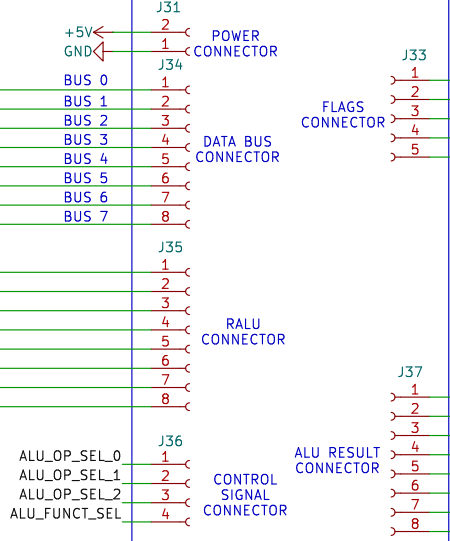 J31
+5V 2
GND 1
POWER
CONNECTOR
J34
BUS 0 1
BUS 1 2
BUS 2 3
BUS 3 4
BUS 4 5
BUS 5 6
BUS 6 7
BUS 7 8
DATA BUS
CONNECTOR
J33
1
2
3
4
5
FLAGS
CONNECTOR
J35
1
2
3
4
5
6
7
8
RALU
CONNECTOR
J36
ALU_OP_SEL_0 1
ALU_OP_SEL_1 2
ALU_OP_SEL_2 3
ALU_FUNCT_SEL 4
CONTROL
SIGNAL
CONNECTOR
J37
1
2
3
4
5
6
7
8
ALU RESULT
CONNECTOR